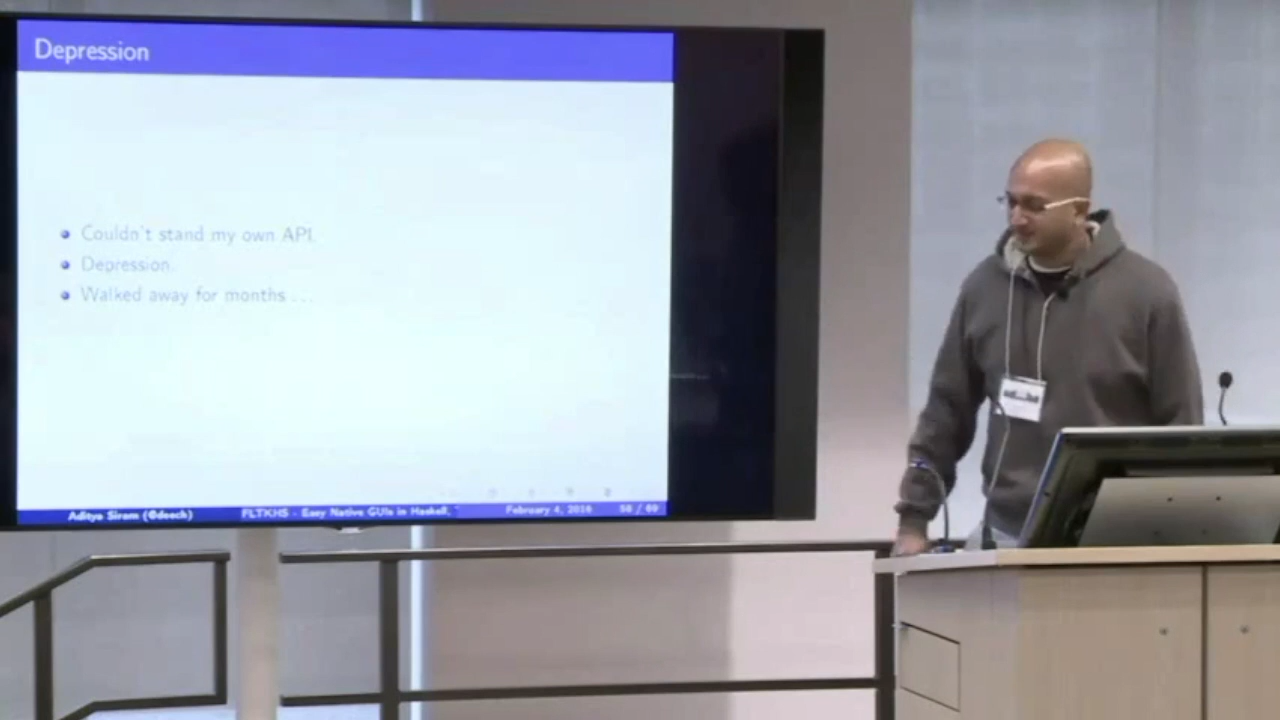 Depression
Couldn't stand my own API.
Depression.
Walked away for months ...
Aditya Siram (@deech) FLTKHS - Easy Native GUIs in Haskell, February 4, 2016 58 / 69